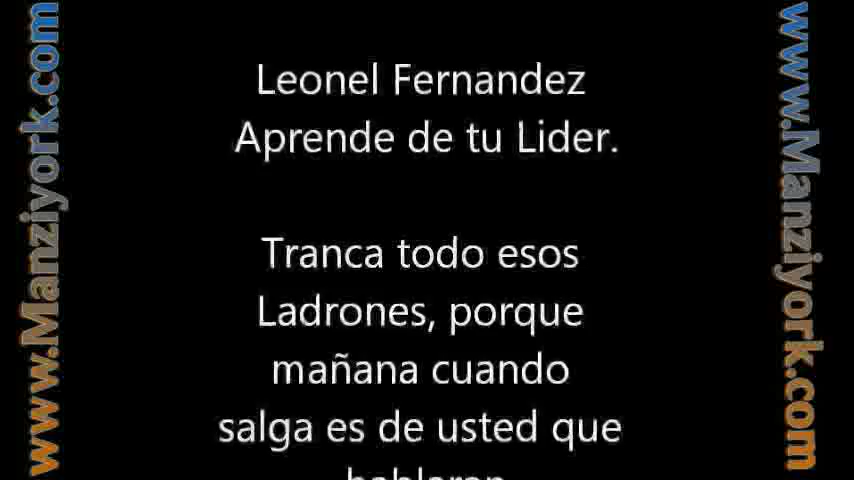 www.Manziyork.com
Leonel Fernandez
Aprende de tu Lider.
Tranca todo esos
Ladrones, porque
mañana cuando
salga es de usted que
www.Manziyork.com